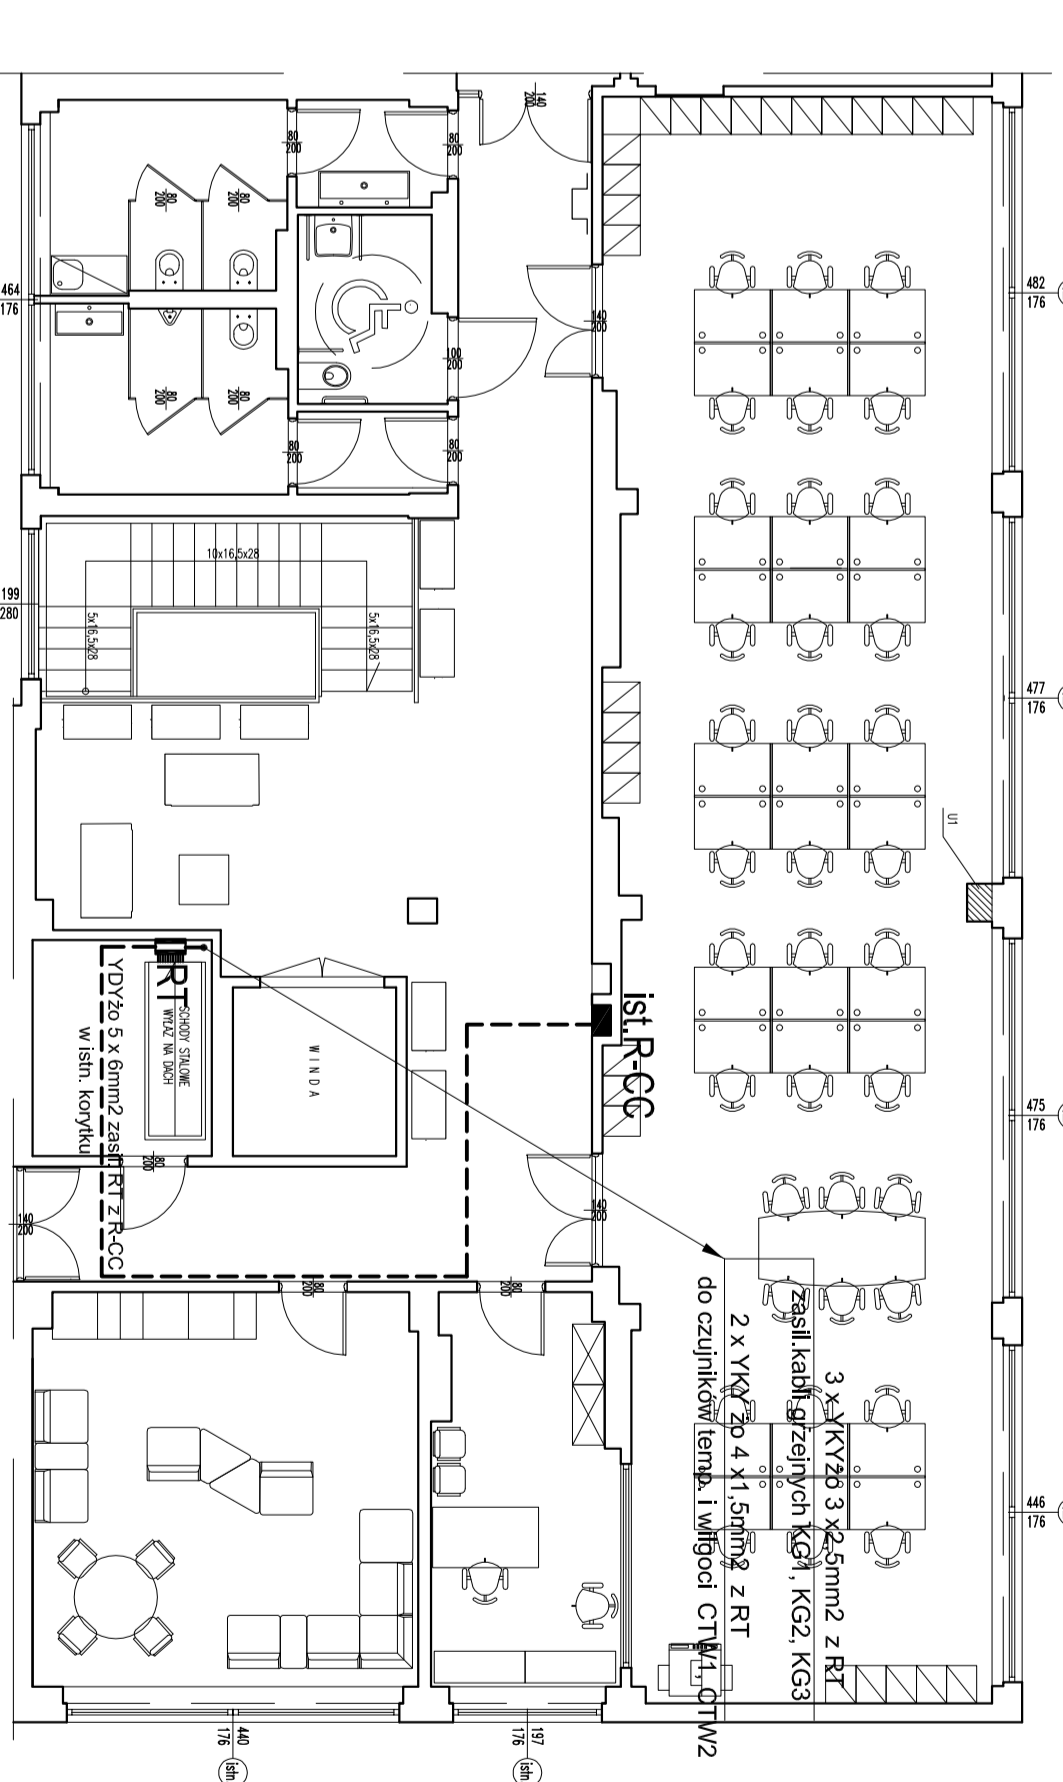 140
200
80
200
80
200
80
200
80
200
464
176
482
176
140
200
100
200
80
200
80
200
80
200
80
200
10x16,5x28
5x16,5x28
5x16,5x28
199
280
477
176
U1
ist.R-CC
RT
SCHODY STALOWE
WYŁAZ NA DACH
WINDA
YDYżo 5 x 6mm2 zasil. RT z R-CC
w istn. korytku
475
176
80
200
140
200
140
200
80
200
80
200
3 x YKYżo 3 x2,5mm2 z RT
zasil.kabli grzejnych KG1, KG2, KG3
2 x YKY żo 4 x1,5mm2 z RT
do czujników temp. i wilgoci CTW1, CTW2
446
176
440
176
istn
197
176
istn